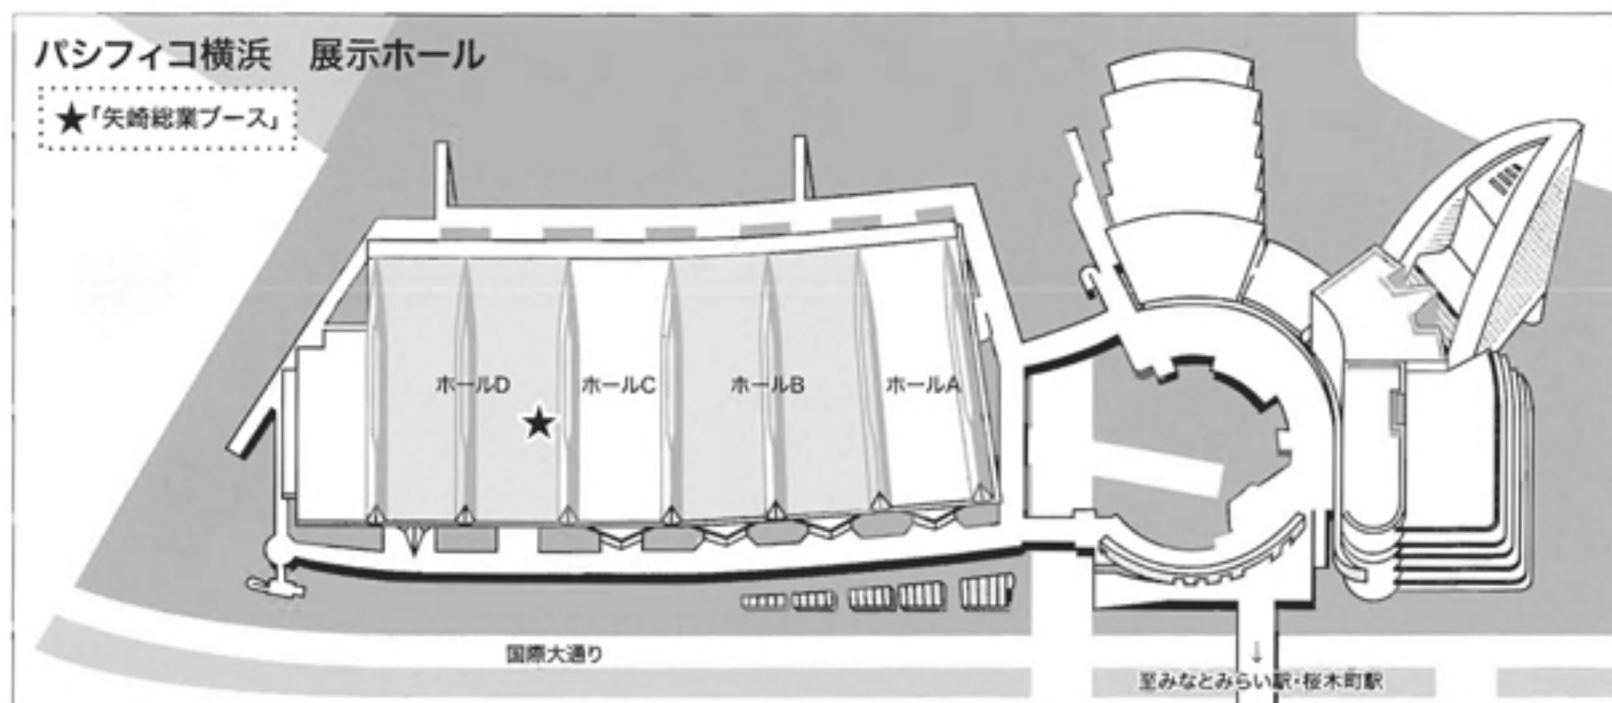 パシフィコ横浜　展示ホール
★「矢崎総業ブース」
ホールD
ホールC
ホールB
ホールA
国際大通り
↓
至みなとみらい駅・桜木町駅